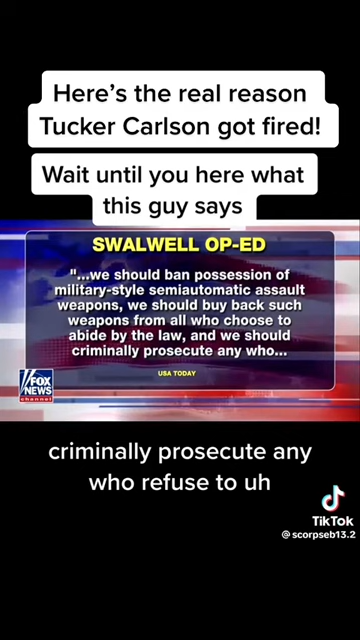 Here’s the real reason
Tucker Carlson got fired!
Wait until you here what
this guy says
SWALWELL OP-ED
"...we should ban possession of
military-style semiautomatic assault
weapons, we should buy back such
weapons from all who choose to
abide by the law, and we should
criminally prosecute any who...
USA TODAY
FOX
NEWS
channel
criminally prosecute any
who refuse to uh
TikTok
@scorpseb13.2